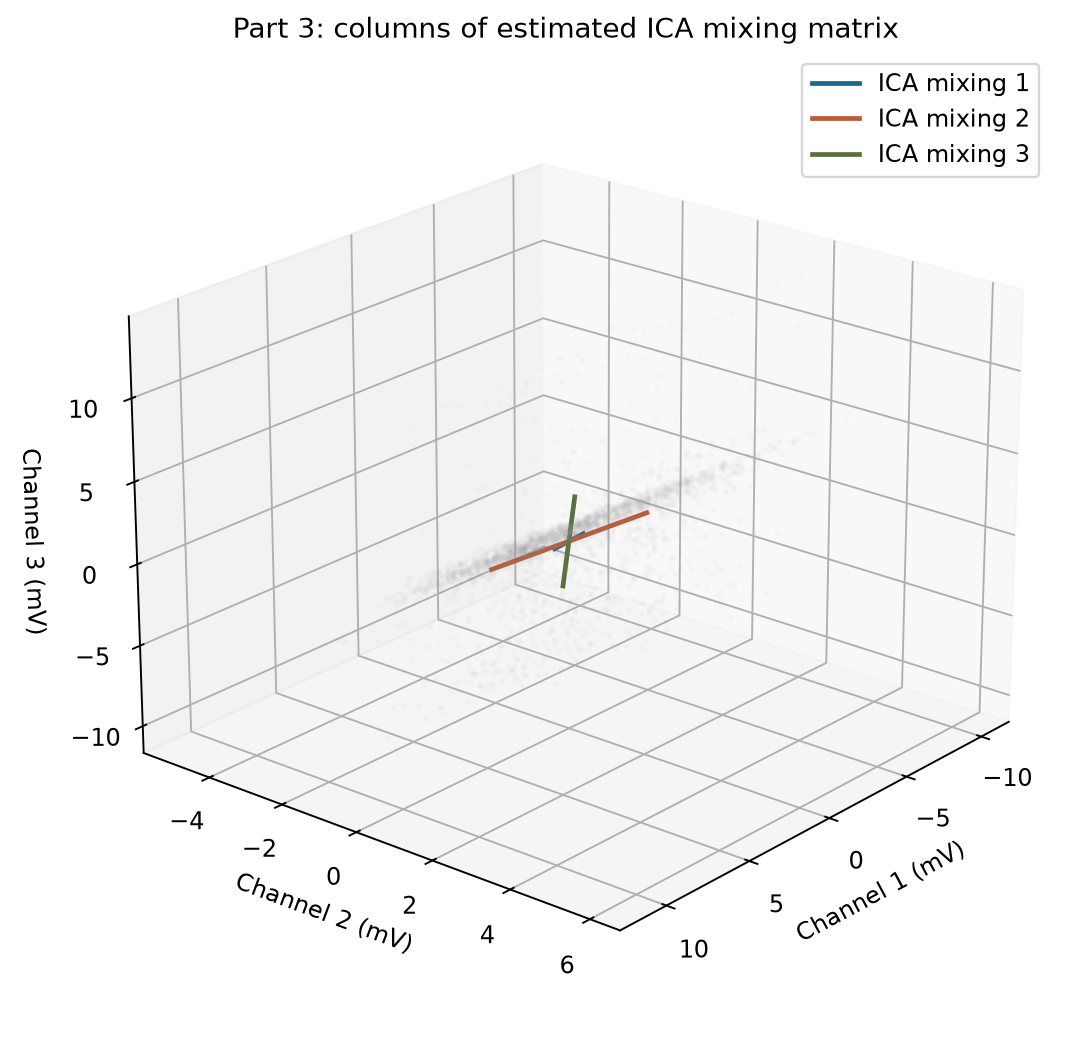 Part 3: columns of estimated ICA mixing matrix
ICA mixing 1
ICA mixing 2
ICA mixing 3
10
5
0
−5
−10
Channel 3 (mV)
−4
−2
0
2
4
6
Channel 2 (mV)
−10
−5
0
5
10
Channel 1 (mV)